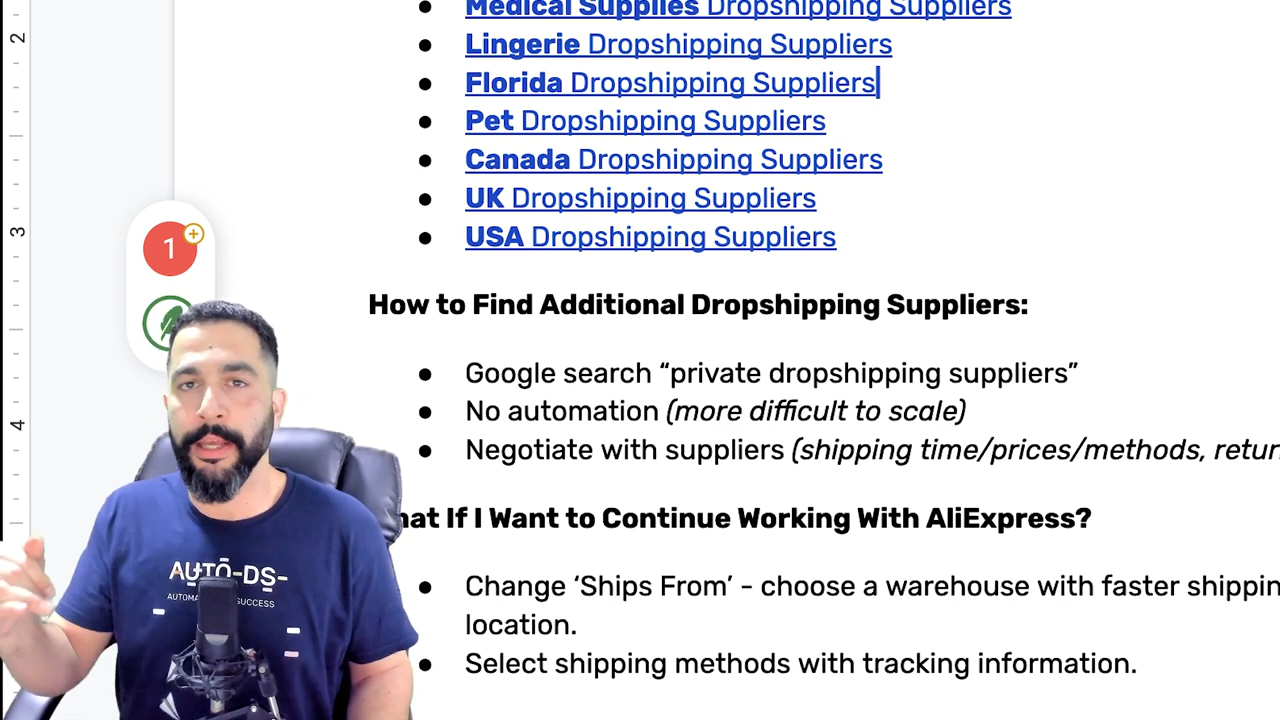 Medical Supplies Dropshipping Suppliers
Lingerie Dropshipping Suppliers
Florida Dropshipping Suppliers
Pet Dropshipping Suppliers
Canada Dropshipping Suppliers
UK Dropshipping Suppliers
USA Dropshipping Suppliers
How to Find Additional Dropshipping Suppliers:
Google search “private dropshipping suppliers”
No automation (more difficult to scale)
Negotiate with suppliers (shipping time/prices/methods,
If I Want to Continue Working With AliExpress?
Change ‘Ships From’ - choose a warehouse with faster
location.
Select shipping methods with tracking information.
2
3
4
1
AUTO-DS-